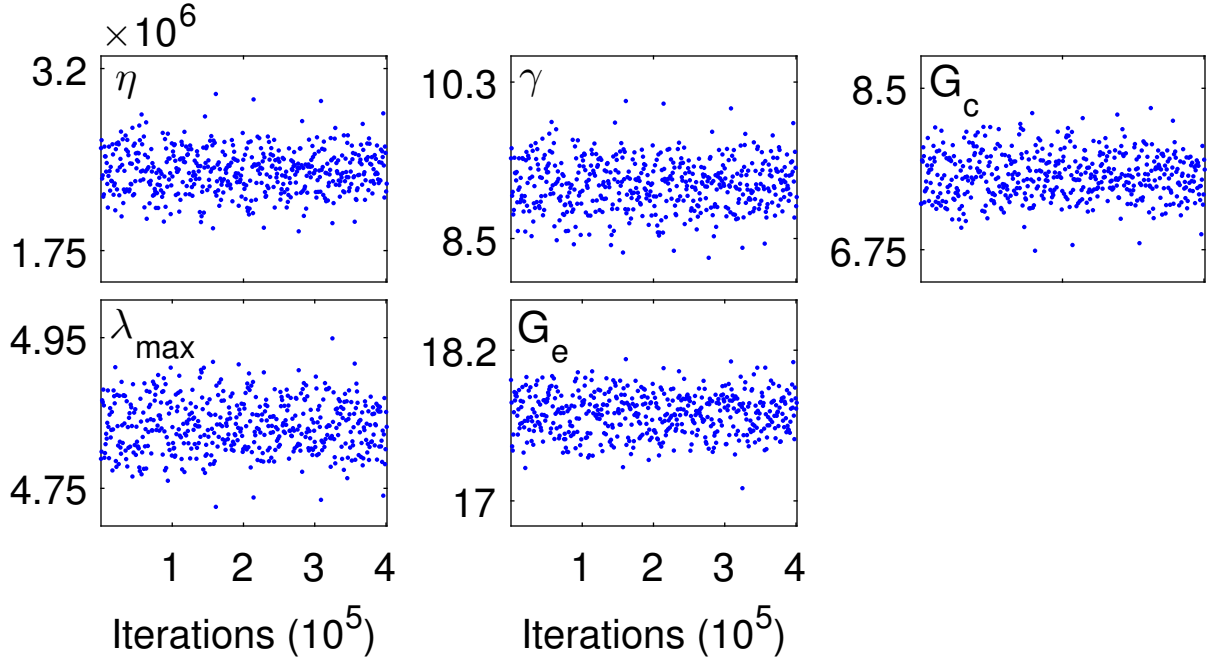 ×10^6
3.2
η
1.75
10.3
γ
8.5
8.5
G_c
6.75
4.95
λ_max
4.75
1 2 3 4
Iterations (10^5)
18.2
G_e
17
1 2 3 4
Iterations (10^5)